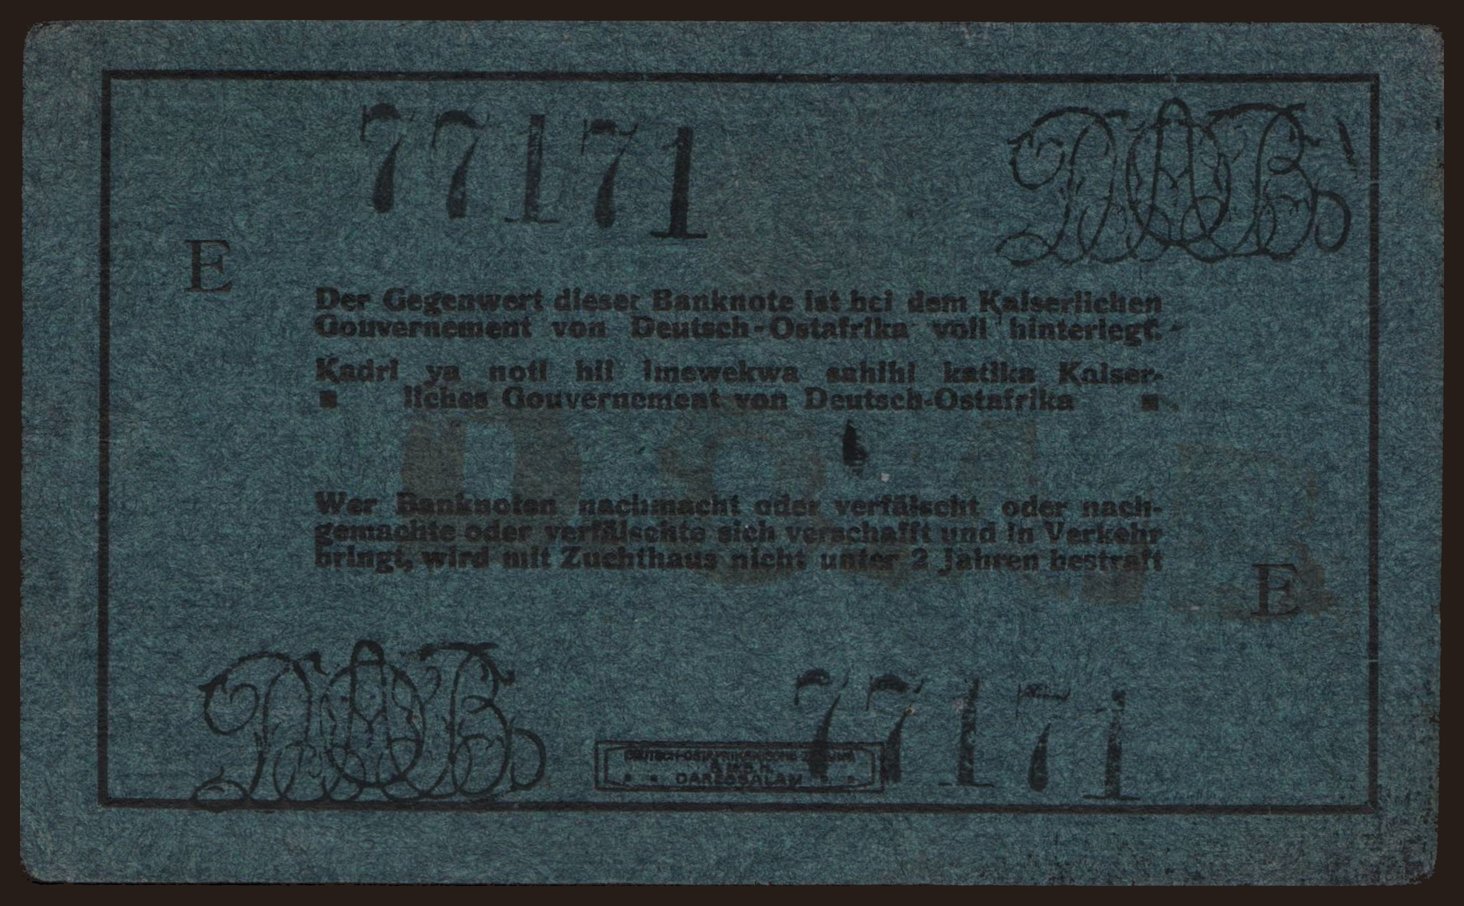 77171
DOAB
E
Der Gegenwert dieser Banknote ist bei dem Kaiserlichen
Gouvernement von Deutsch-Ostafrika voll hinterlegt.
Kadri ya noti hii imewekwa sahihi katika Kaiser-
liches Gouvernement von Deutsch-Ostafrika
Wer Banknoten nachmacht oder verfälscht oder nach-
gemachte oder verfälschte sich verschafft und in Verkehr
bringt, wird mit Zuchthaus nicht unter 2 Jahren bestraft
E
DOAB
77171
DARESSALAM